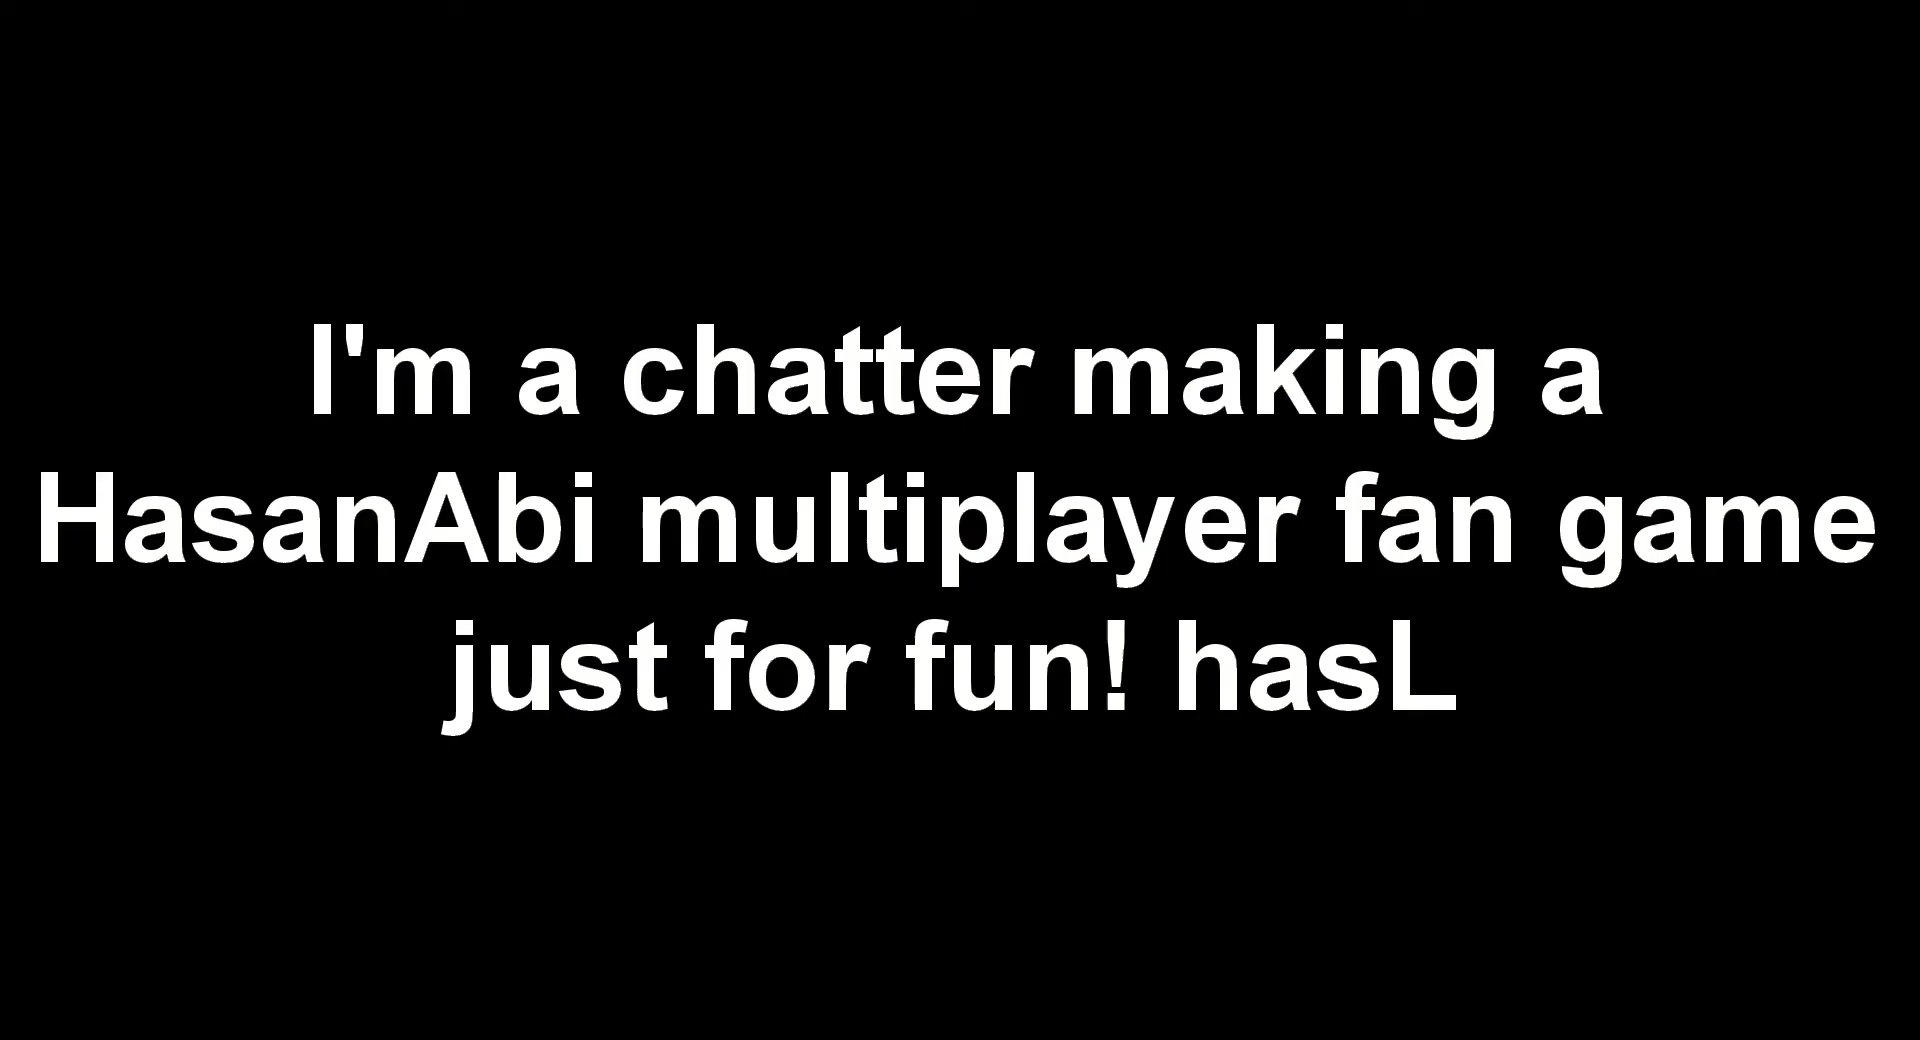 I'm a chatter making a
HasanAbi multiplayer fan game
just for fun! hasL